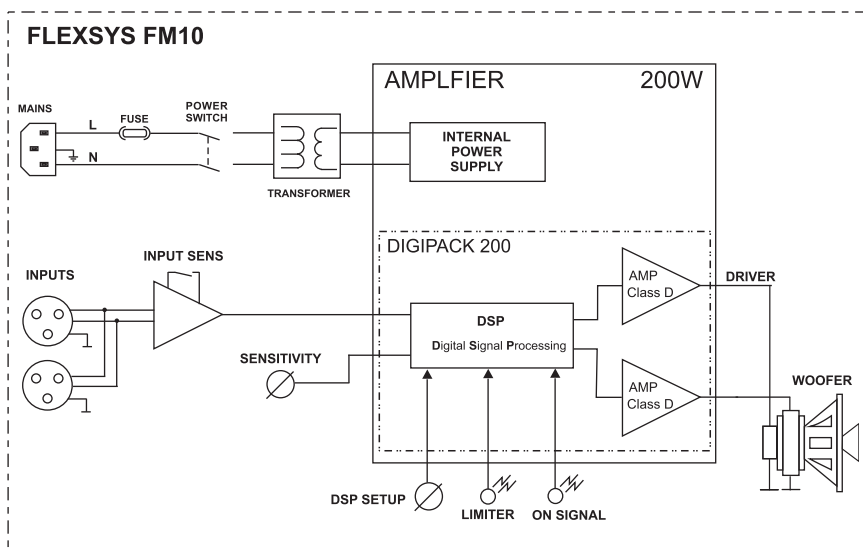 FLEXSYS FM10
AMPLFIER 200W
MAINS
L
FUSE
POWER
SWITCH
N
TRANSFORMER
INTERNAL
POWER
SUPPLY
DIGIPACK 200
INPUTS
INPUT SENS
AMP
Class D
DRIVER
DSP
Digital Signal Processing
SENSITIVITY
AMP
Class D
WOOFER
DSP SETUP
LIMITER
ON SIGNAL